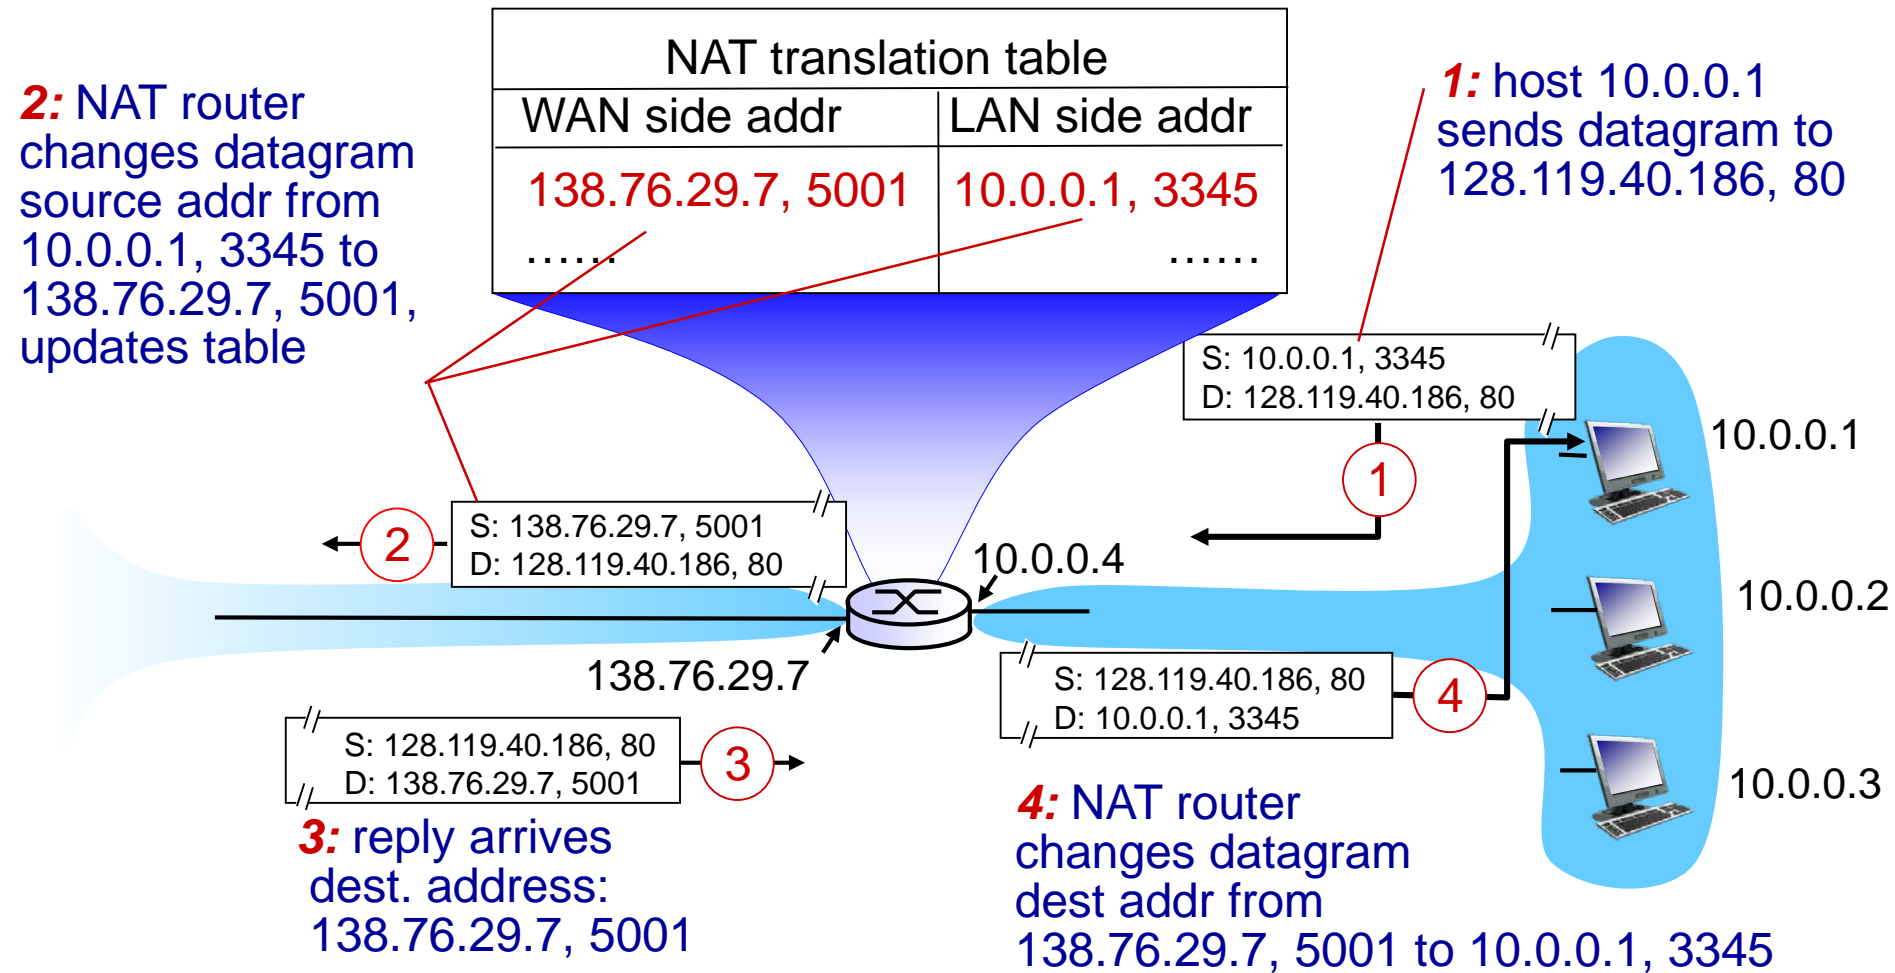 NAT translation table
WAN side addr
LAN side addr
138.76.29.7, 5001
10.0.0.1, 3345
......
......
2: NAT router
changes datagram
source addr from
10.0.0.1, 3345 to
138.76.29.7, 5001,
updates table
1: host 10.0.0.1
sends datagram to
128.119.40.186, 80
S: 10.0.0.1, 3345
D: 128.119.40.186, 80
1
10.0.0.1
S: 138.76.29.7, 5001
D: 128.119.40.186, 80
2
10.0.0.4
10.0.0.2
138.76.29.7
S: 128.119.40.186, 80
D: 10.0.0.1, 3345
4
S: 128.119.40.186, 80
D: 138.76.29.7, 5001
3
10.0.0.3
3: reply arrives
dest. address:
138.76.29.7, 5001
4: NAT router
changes datagram
dest addr from
138.76.29.7, 5001 to 10.0.0.1, 3345